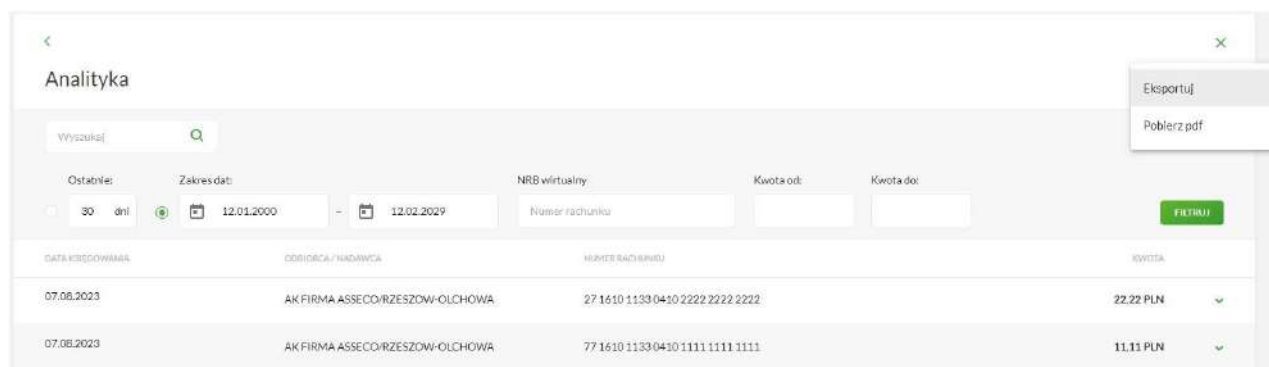 Analityka
Eksportuj
Pobierz pdf
Wyszukaj
Ostatnie: Zakres dat: NRB wirtualny Kwota od: Kwota do:
30 dni 12.01.2000 - 12.02.2029 Numer rachunku FILTRUJ
DATA KSIĘGOWANIA ODBIORCA / NADAWCA NUMER RACHUNKU KWOTA
07.08.2023 AK FIRMA ASSECO/RZESZOW-OLCHOWA 27 1610 1133 0410 2222 2222 2222 22,22 PLN
07.08.2023 AK FIRMA ASSECO/RZESZOW-OLCHOWA 77 1610 1133 0410 1111 1111 1111 11,11 PLN